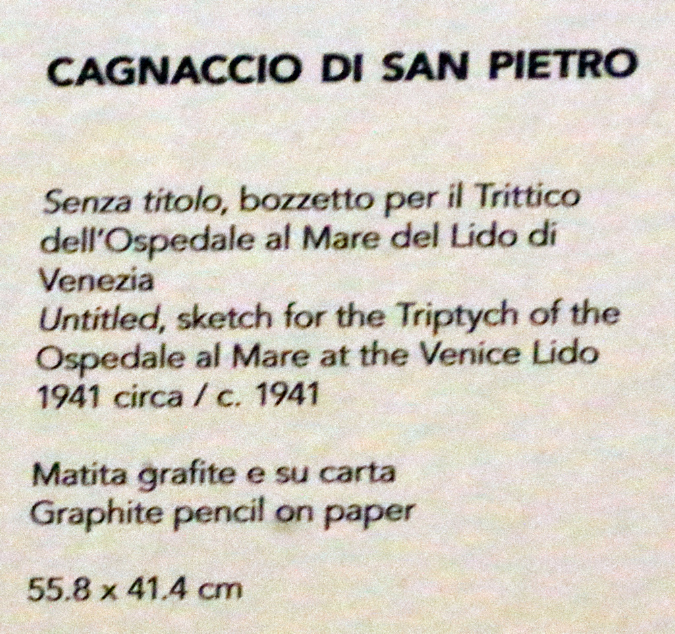 CAGNACCIO DI SAN PIETRO
Senza titolo, bozzetto per il Trittico
dell'Ospedale al Mare del Lido di
Venezia
Untitled, sketch for the Triptych of the
Ospedale al Mare at the Venice Lido
1941 circa / c. 1941
Matita grafite e su carta
Graphite pencil on paper
55.8 x 41.4 cm